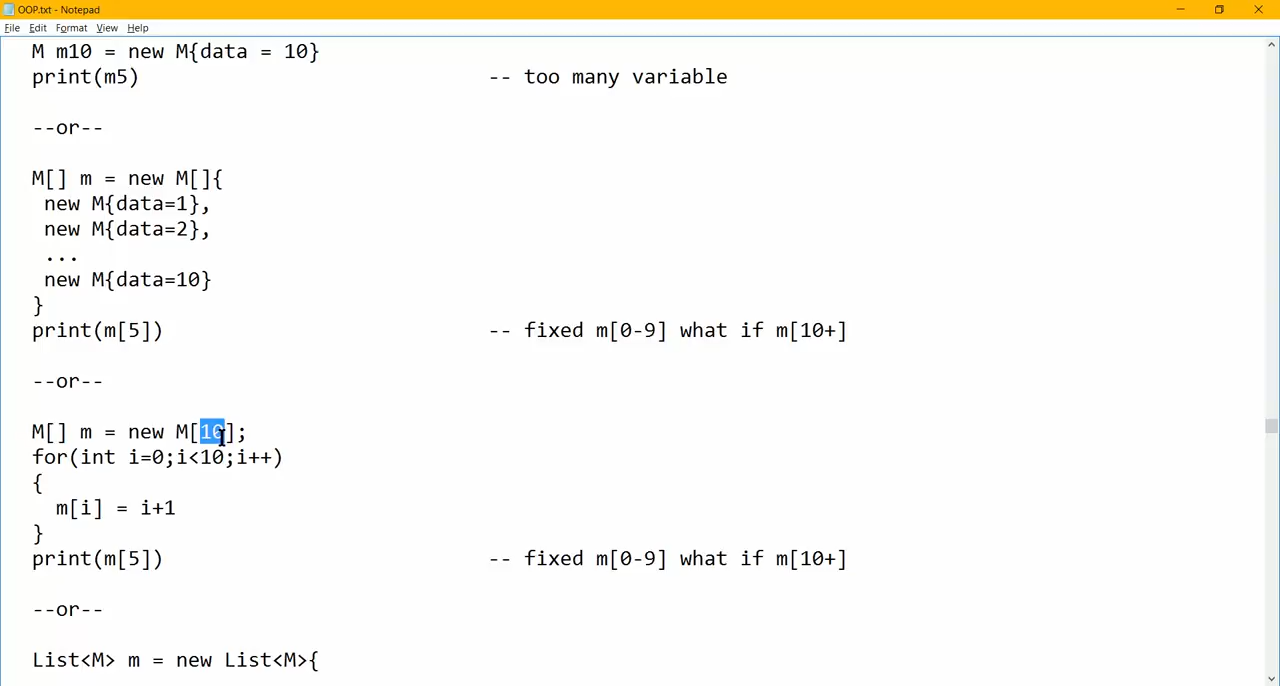 OOP.txt - Notepad
File Edit Format View Help
M m10 = new M{data = 10}
print(m5) -- too many variable
--or--
M[] m = new M[]{
new M{data=1},
new M{data=2},
...
new M{data=10}
}
print(m[5]) -- fixed m[0-9] what if m[10+]
--or--
M[] m = new M[10];
for(int i=0;i<10;i++)
{
m[i] = i+1
}
print(m[5]) -- fixed m[0-9] what if m[10+]
--or--
List<M> m = new List<M>{